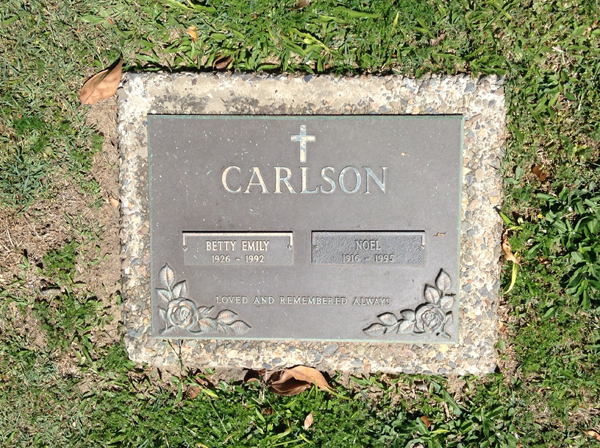 CARLSON
BETTY EMILY
1926 - 1992
NOEL
1916 - 1995
LOVED AND REMEMBERED ALWAYS